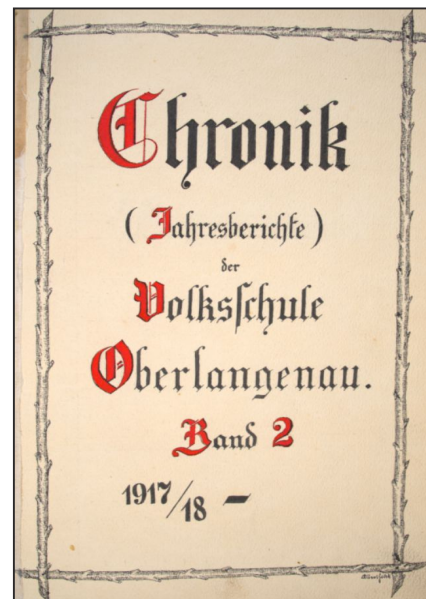 Chronik
(Jahresberichte)
der
Volksschule
Oberlangenau.
Band 2
1917/18 –